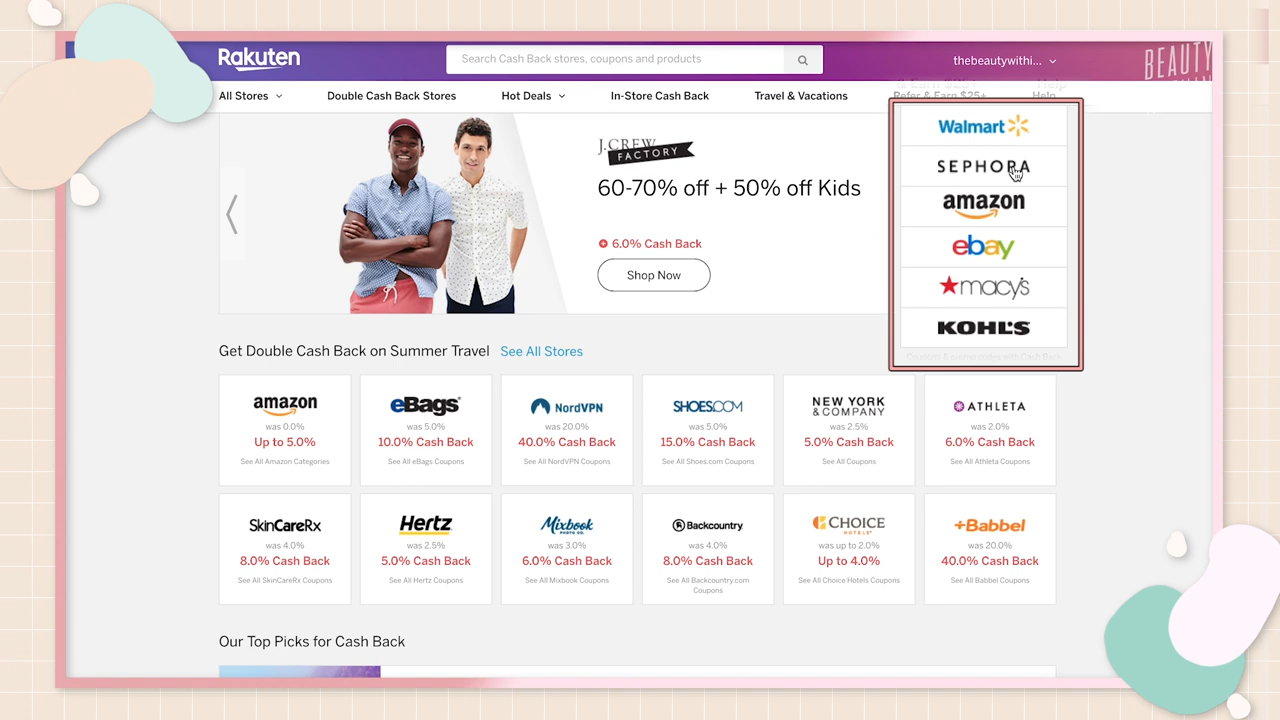 Rakuten
Search Cash Back stores, coupons and products
thebeautywithi...
BEAUTY
All Stores
Double Cash Back Stores
Hot Deals
In-Store Cash Back
Travel & Vacations
Refer & Earn $25+
Help
J.CREW
FACTORY
60-70% off + 50% off Kids
6.0% Cash Back
Shop Now
Walmart
SEPHORA
amazon
ebay
macy's
KOHL'S
Coupons & promo codes with Cash Back
Get Double Cash Back on Summer Travel See All Stores
amazon
was 0.0%
Up to 5.0%
See All Amazon Categories
eBags
was 5.0%
10.0% Cash Back
See All eBags Coupons
NordVPN
was 20.0%
40.0% Cash Back
See All NordVPN Coupons
SHOES.COM
was 5.0%
15.0% Cash Back
See All Shoes.com Coupons
NEW YORK
& COMPANY
was 2.5%
5.0% Cash Back
See All Coupons
ATHLETA
was 2.0%
6.0% Cash Back
See All Athleta Coupons
SkinCareRx
was 4.0%
8.0% Cash Back
See All SkinCareRx Coupons
Hertz
was 2.5%
5.0% Cash Back
See All Hertz Coupons
Mixbook
PHOTO CO.
was 3.0%
6.0% Cash Back
See All Mixbook Coupons
Backcountry
was 4.0%
8.0% Cash Back
See All Backcountry.com
Coupons
CHOICE
HOTELS
was up to 2.0%
Up to 4.0%
See All Choice Hotels Coupons
+Babbel
was 20.0%
40.0% Cash Back
See All Babbel Coupons
Our Top Picks for Cash Back